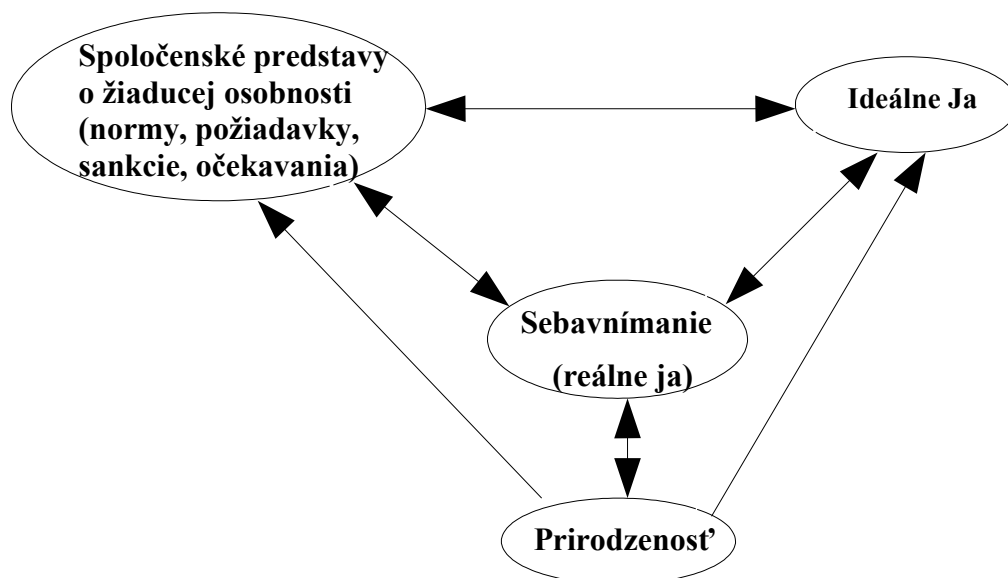 Spoločenské predstavy
o žiaducej osobnosti
(normy, požiadavky,
sankcie, očekavania)
Ideálne Ja
Sebavnímanie
(reálne ja)
Prirodzenosť